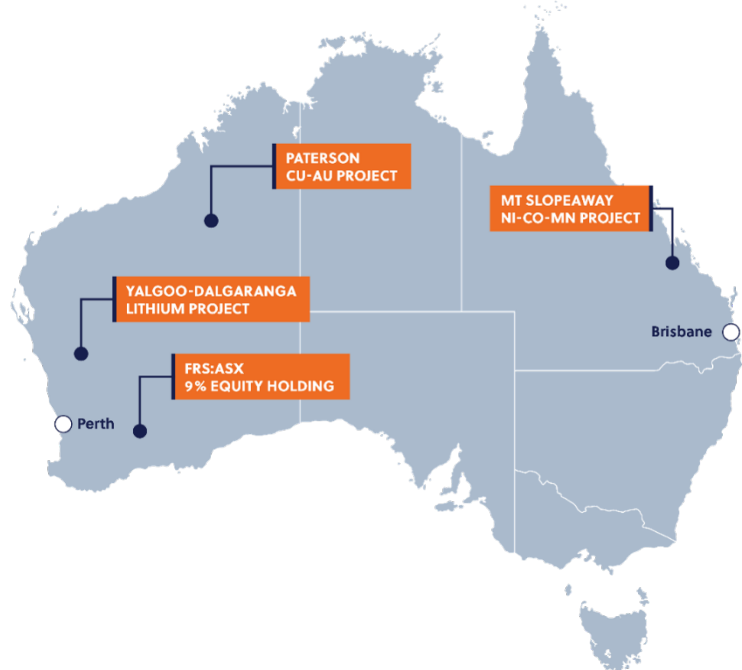 PATERSON
CU-AU PROJECT
MT SLOPEAWAY
NI-CO-MN PROJECT
YALGOO-DALGARANGA
LITHIUM PROJECT
Brisbane
FRS:ASX
9% EQUITY HOLDING
Perth